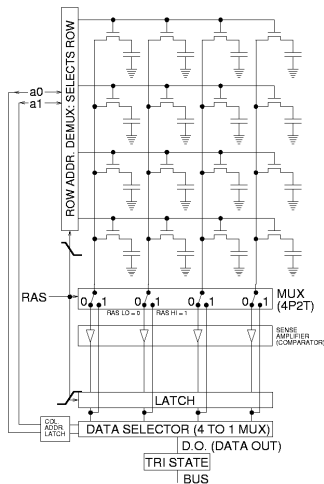 ROW ADDR. DEMUX: SELECTS ROW
a0
a1
RAS
0 1 0 1 0 1 0 1
MUX
(4P2T)
RAS LO = 0 RAS HI = 1
SENSE
AMPLIFIER
(COMPARATOR)
LATCH
COL
ADDR.
LATCH
DATA SELECTOR (4 TO 1 MUX)
D.O. (DATA OUT)
TRI STATE
BUS